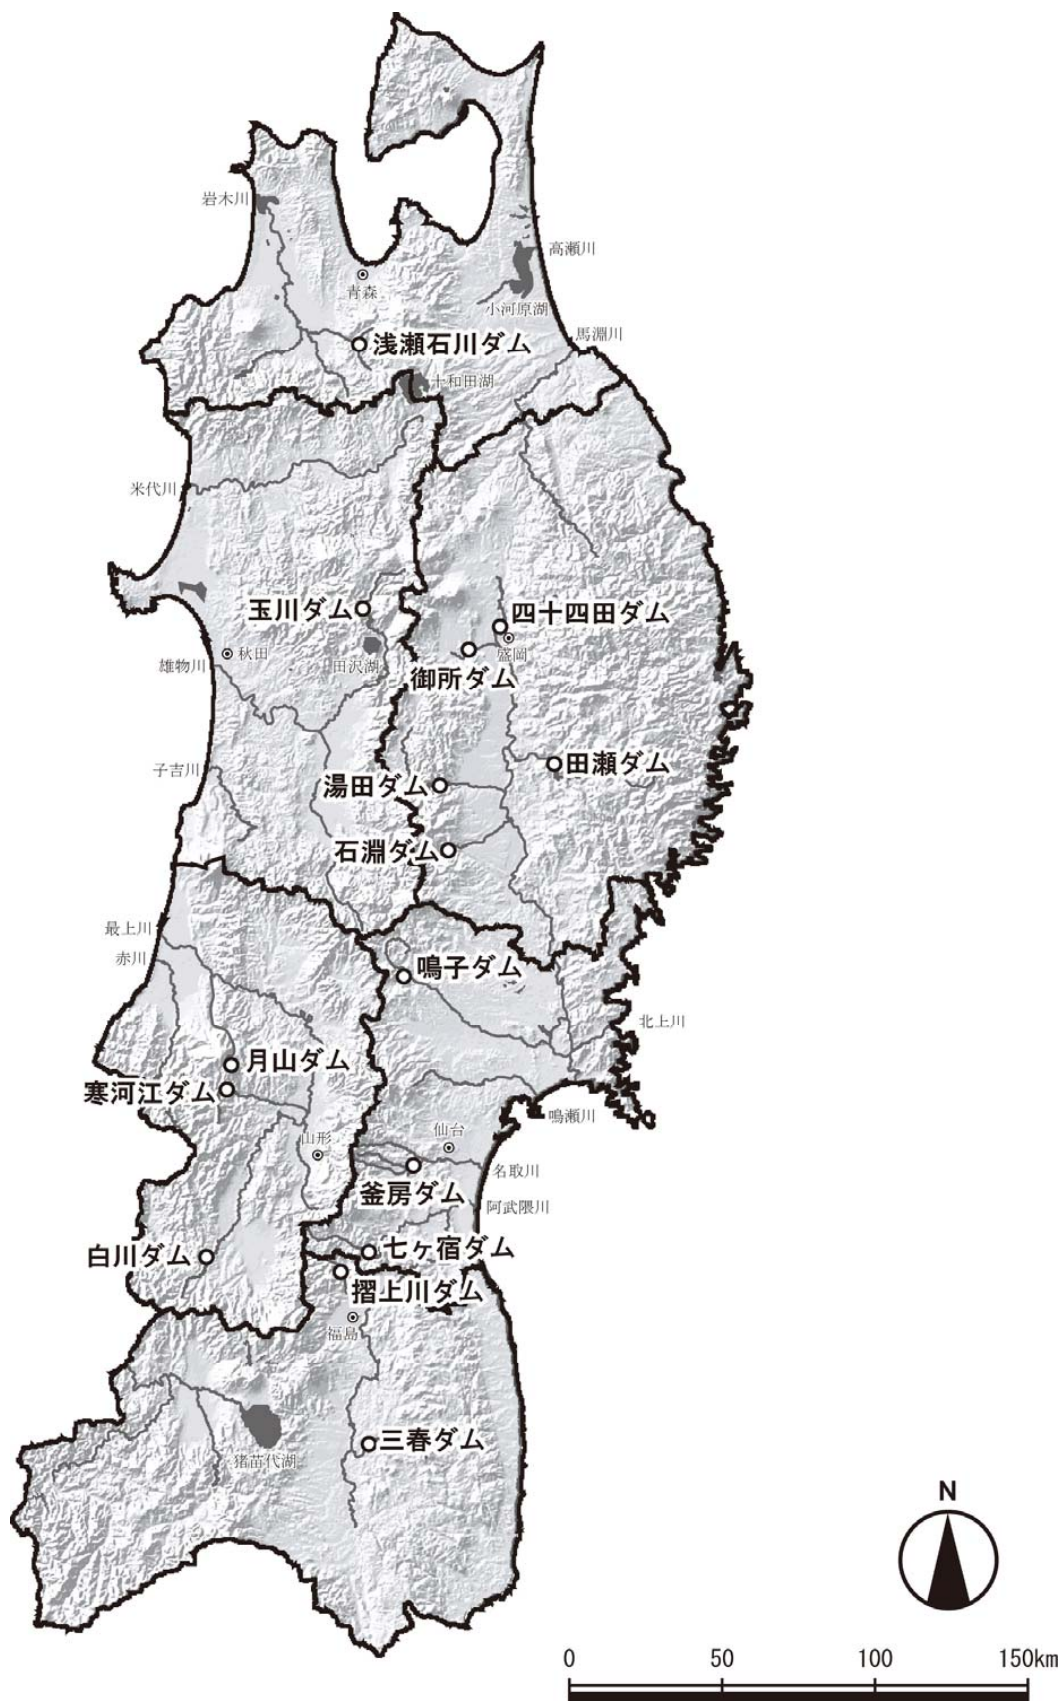 岩木川
高瀬川
青森
小河原湖
馬淵川
浅瀬石川ダム
十和田湖
米代川
玉川ダム
四十四田ダム
秋田
盛岡
雄物川
田沢湖
御所ダム
田瀬ダム
子吉川
湯田ダム
石淵ダム
最上川
赤川
鳴子ダム
北上川
月山ダム
寒河江ダム
鳴瀬川
仙台
山形
名取川
釜房ダム
阿武隈川
七ヶ宿ダム
白川ダム
摺上川ダム
福島
三春ダム
猪苗代湖
N
0 50 100 150km